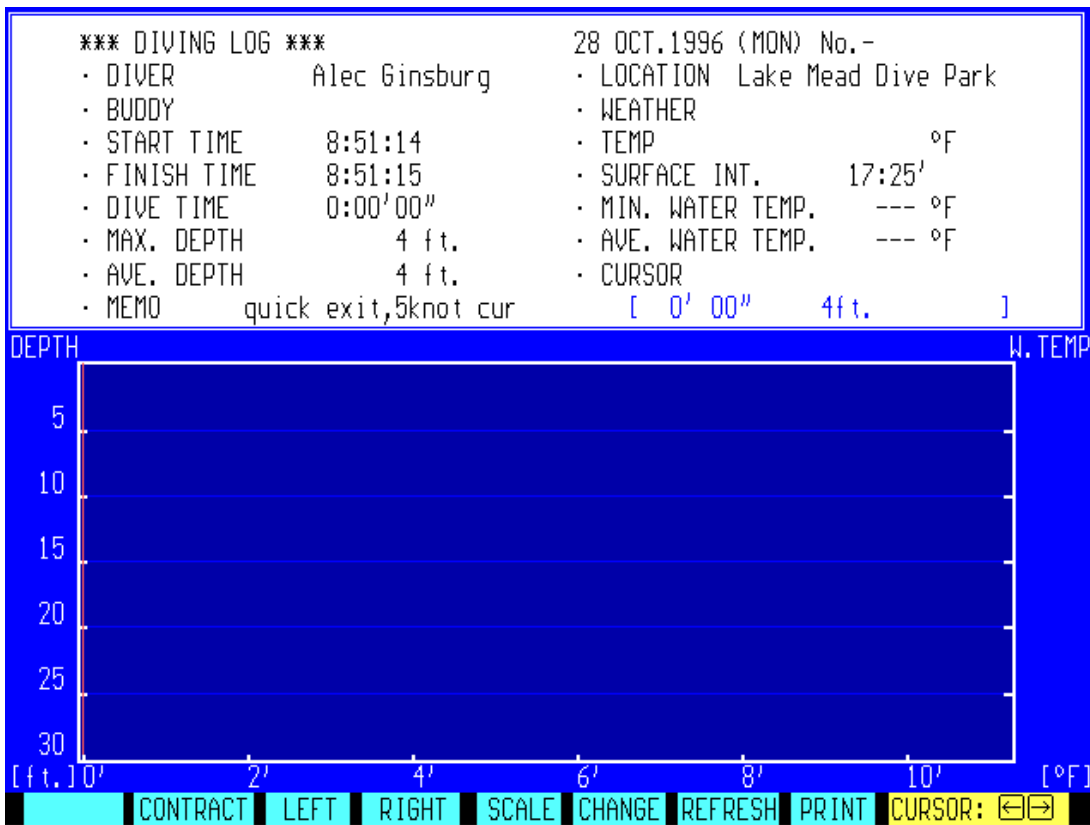 *** DIVING LOG *** 28 OCT.1996 (MON) No.-
· DIVER Alec Ginsburg · LOCATION Lake Mead Dive Park
· BUDDY · WEATHER
· START TIME 8:51:14 · TEMP °F
· FINISH TIME 8:51:15 · SURFACE INT. 17:25'
· DIVE TIME 0:00'00" · MIN. WATER TEMP. --- °F
· MAX. DEPTH 4 ft. · AVE. WATER TEMP. --- °F
· AVE. DEPTH 4 ft. · CURSOR
· MEMO quick exit,5knot cur [ 0' 00" 4ft. ]
DEPTH W.TEMP
5
10
15
20
25
30
[ft.] 0' 2' 4' 6' 8' 10' [°F]
CONTRACT LEFT RIGHT SCALE CHANGE REFRESH PRINT CURSOR: ←→